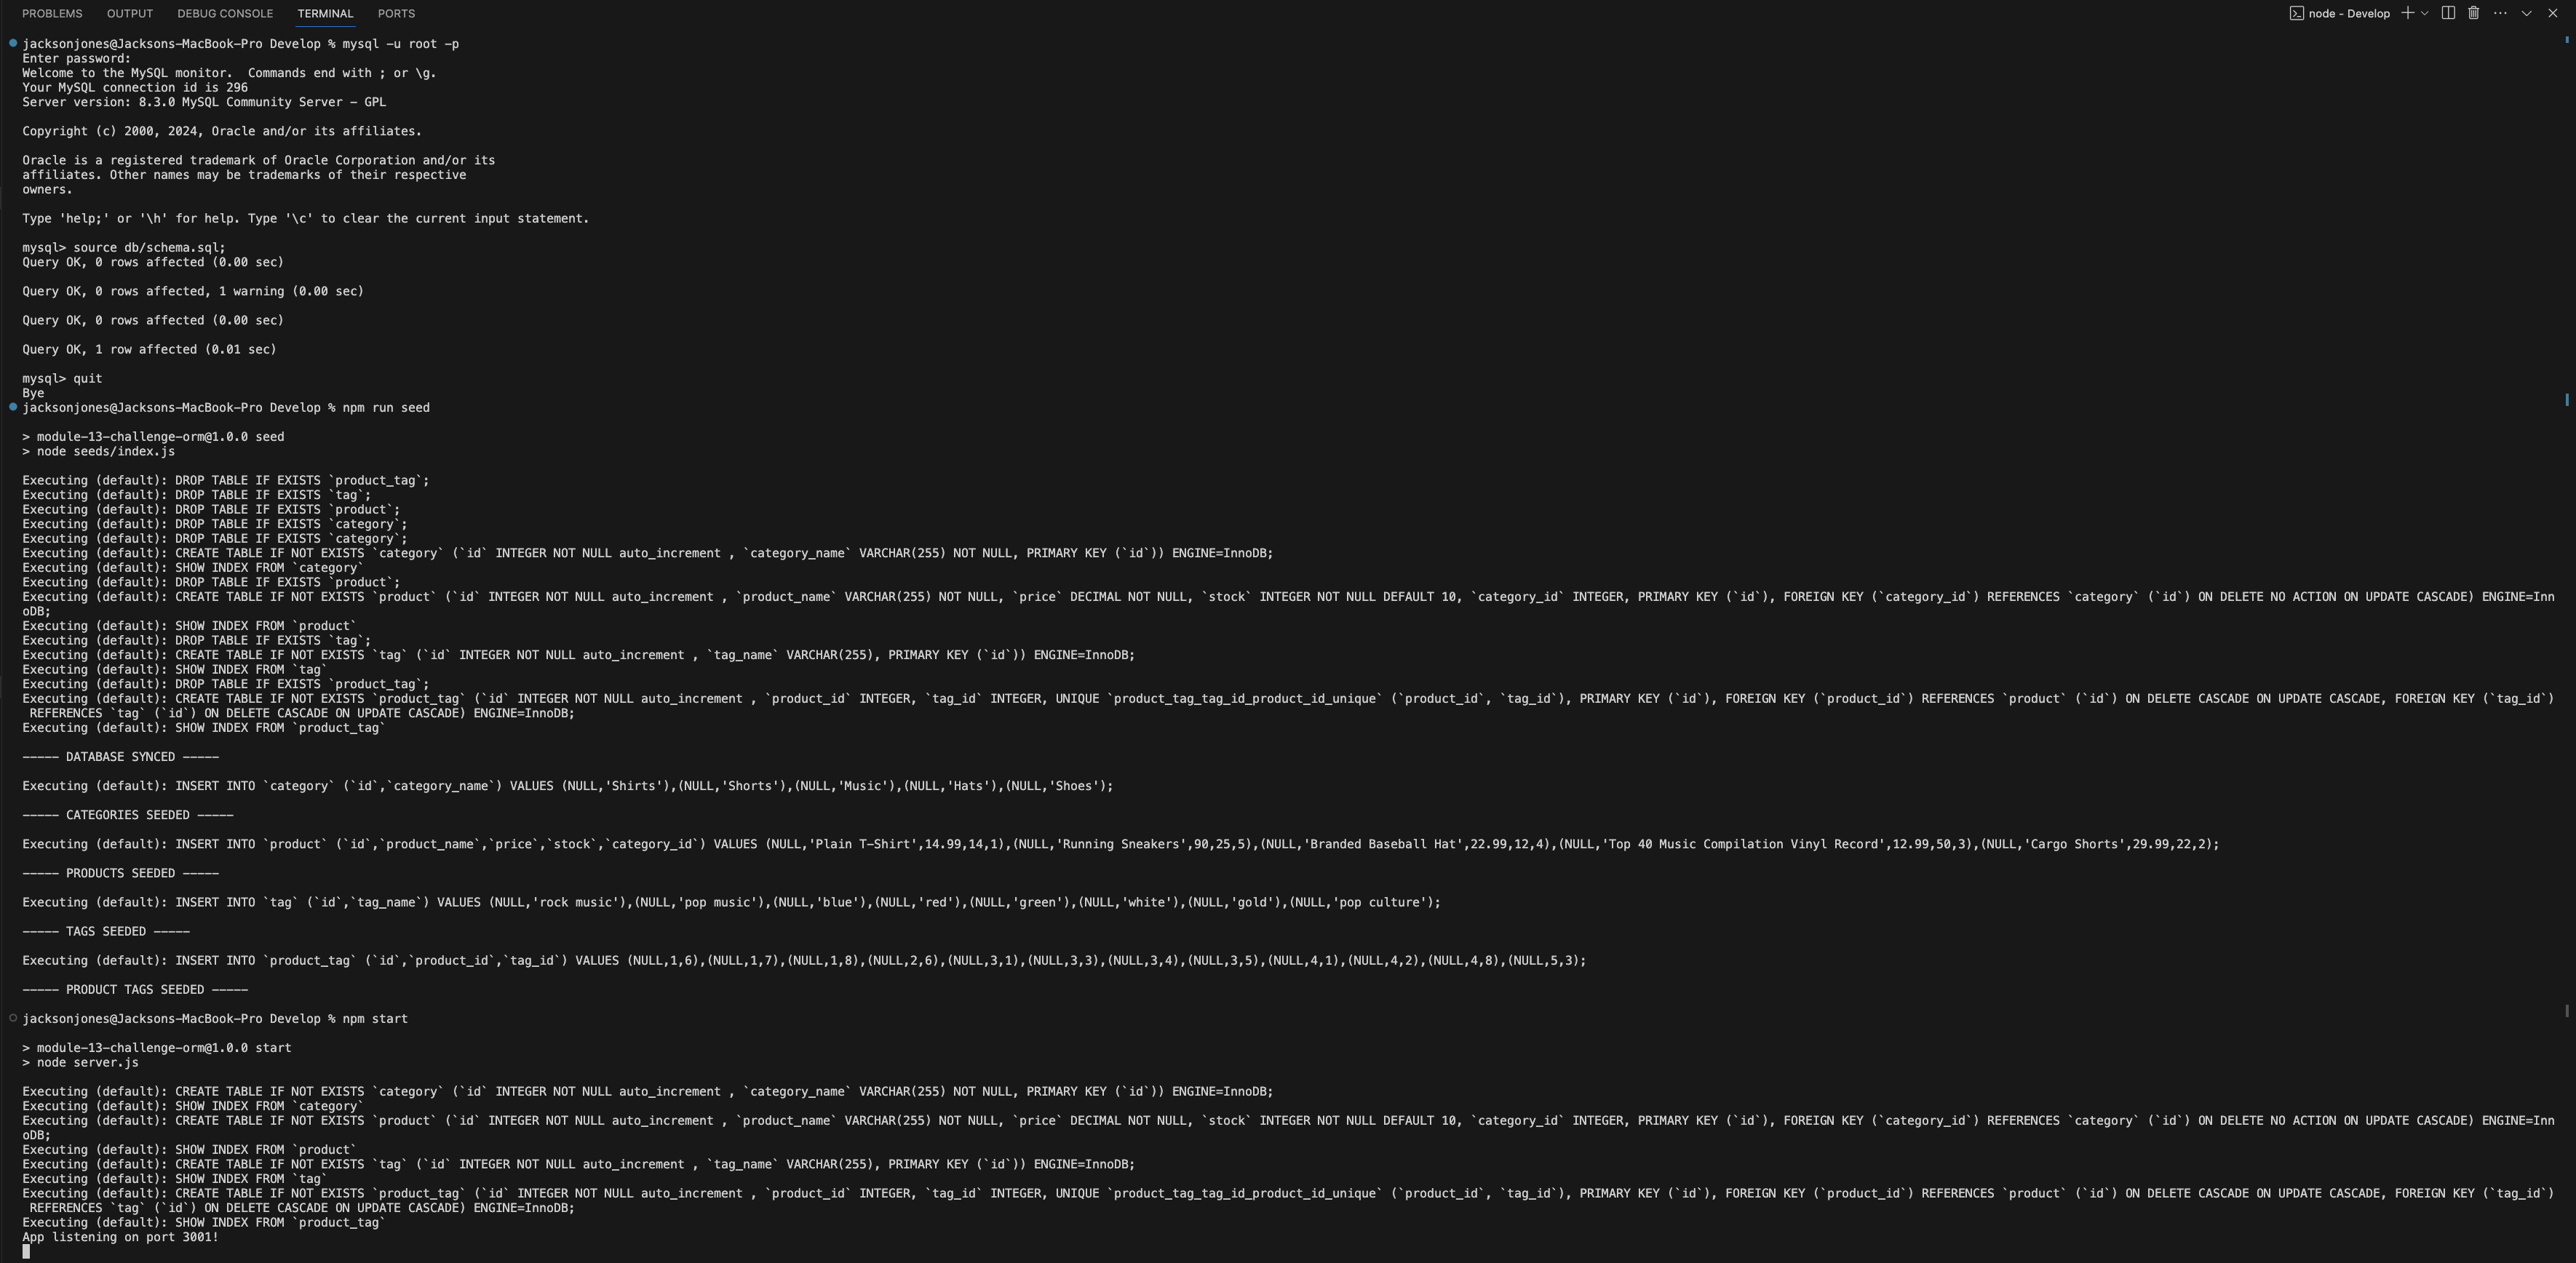 PROBLEMS OUTPUT DEBUG CONSOLE TERMINAL PORTS node - Develop
jacksonjones@Jacksons-MacBook-Pro Develop % mysql -u root -p
Enter password:
Welcome to the MySQL monitor.  Commands end with ; or \g.
Your MySQL connection id is 296
Server version: 8.3.0 MySQL Community Server - GPL
Copyright (c) 2000, 2024, Oracle and/or its affiliates.
Oracle is a registered trademark of Oracle Corporation and/or its
affiliates. Other names may be trademarks of their respective
owners.
Type 'help;' or '\h' for help. Type '\c' to clear the current input statement.
mysql> source db/schema.sql;
Query OK, 0 rows affected (0.00 sec)
Query OK, 0 rows affected, 1 warning (0.00 sec)
Query OK, 0 rows affected (0.00 sec)
Query OK, 1 row affected (0.01 sec)
mysql> quit
Bye
jacksonjones@Jacksons-MacBook-Pro Develop % npm run seed
> module-13-challenge-orm@1.0.0 seed
> node seeds/index.js
Executing (default): DROP TABLE IF EXISTS `product_tag`;
Executing (default): DROP TABLE IF EXISTS `tag`;
Executing (default): DROP TABLE IF EXISTS `product`;
Executing (default): DROP TABLE IF EXISTS `category`;
Executing (default): DROP TABLE IF EXISTS `category`;
Executing (default): CREATE TABLE IF NOT EXISTS `category` (`id` INTEGER NOT NULL auto_increment , `category_name` VARCHAR(255) NOT NULL, PRIMARY KEY (`id`)) ENGINE=InnoDB;
Executing (default): SHOW INDEX FROM `category`
Executing (default): DROP TABLE IF EXISTS `product`;
Executing (default): CREATE TABLE IF NOT EXISTS `product` (`id` INTEGER NOT NULL auto_increment , `product_name` VARCHAR(255) NOT NULL, `price` DECIMAL NOT NULL, `stock` INTEGER NOT NULL DEFAULT 10, `category_id` INTEGER, PRIMARY KEY (`id`), FOREIGN KEY (`category_id`) REFERENCES `category` (`id`) ON DELETE NO ACTION ON UPDATE CASCADE) ENGINE=Inn
oDB;
Executing (default): SHOW INDEX FROM `product`
Executing (default): DROP TABLE IF EXISTS `tag`;
Executing (default): CREATE TABLE IF NOT EXISTS `tag` (`id` INTEGER NOT NULL auto_increment , `tag_name` VARCHAR(255), PRIMARY KEY (`id`)) ENGINE=InnoDB;
Executing (default): SHOW INDEX FROM `tag`
Executing (default): DROP TABLE IF EXISTS `product_tag`;
Executing (default): CREATE TABLE IF NOT EXISTS `product_tag` (`id` INTEGER NOT NULL auto_increment , `product_id` INTEGER, `tag_id` INTEGER, UNIQUE `product_tag_tag_id_product_id_unique` (`product_id`, `tag_id`), PRIMARY KEY (`id`), FOREIGN KEY (`product_id`) REFERENCES `product` (`id`) ON DELETE CASCADE ON UPDATE CASCADE, FOREIGN KEY (`tag_id`)
 REFERENCES `tag` (`id`) ON DELETE CASCADE ON UPDATE CASCADE) ENGINE=InnoDB;
Executing (default): SHOW INDEX FROM `product_tag`
----- DATABASE SYNCED -----
Executing (default): INSERT INTO `category` (`id`,`category_name`) VALUES (NULL,'Shirts'),(NULL,'Shorts'),(NULL,'Music'),(NULL,'Hats'),(NULL,'Shoes');
----- CATEGORIES SEEDED -----
Executing (default): INSERT INTO `product` (`id`,`product_name`,`price`,`stock`,`category_id`) VALUES (NULL,'Plain T-Shirt',14.99,14,1),(NULL,'Running Sneakers',90,25,5),(NULL,'Branded Baseball Hat',22.99,12,4),(NULL,'Top 40 Music Compilation Vinyl Record',12.99,50,3),(NULL,'Cargo Shorts',29.99,22,2);
----- PRODUCTS SEEDED -----
Executing (default): INSERT INTO `tag` (`id`,`tag_name`) VALUES (NULL,'rock music'),(NULL,'pop music'),(NULL,'blue'),(NULL,'red'),(NULL,'green'),(NULL,'white'),(NULL,'gold'),(NULL,'pop culture');
----- TAGS SEEDED -----
Executing (default): INSERT INTO `product_tag` (`id`,`product_id`,`tag_id`) VALUES (NULL,1,6),(NULL,1,7),(NULL,1,8),(NULL,2,6),(NULL,3,1),(NULL,3,3),(NULL,3,4),(NULL,3,5),(NULL,4,1),(NULL,4,2),(NULL,4,8),(NULL,5,3);
----- PRODUCT TAGS SEEDED -----
jacksonjones@Jacksons-MacBook-Pro Develop % npm start
> module-13-challenge-orm@1.0.0 start
> node server.js
Executing (default): CREATE TABLE IF NOT EXISTS `category` (`id` INTEGER NOT NULL auto_increment , `category_name` VARCHAR(255) NOT NULL, PRIMARY KEY (`id`)) ENGINE=InnoDB;
Executing (default): SHOW INDEX FROM `category`
Executing (default): CREATE TABLE IF NOT EXISTS `product` (`id` INTEGER NOT NULL auto_increment , `product_name` VARCHAR(255) NOT NULL, `price` DECIMAL NOT NULL, `stock` INTEGER NOT NULL DEFAULT 10, `category_id` INTEGER, PRIMARY KEY (`id`), FOREIGN KEY (`category_id`) REFERENCES `category` (`id`) ON DELETE NO ACTION ON UPDATE CASCADE) ENGINE=Inn
oDB;
Executing (default): SHOW INDEX FROM `product`
Executing (default): CREATE TABLE IF NOT EXISTS `tag` (`id` INTEGER NOT NULL auto_increment , `tag_name` VARCHAR(255), PRIMARY KEY (`id`)) ENGINE=InnoDB;
Executing (default): SHOW INDEX FROM `tag`
Executing (default): CREATE TABLE IF NOT EXISTS `product_tag` (`id` INTEGER NOT NULL auto_increment , `product_id` INTEGER, `tag_id` INTEGER, UNIQUE `product_tag_tag_id_product_id_unique` (`product_id`, `tag_id`), PRIMARY KEY (`id`), FOREIGN KEY (`product_id`) REFERENCES `product` (`id`) ON DELETE CASCADE ON UPDATE CASCADE, FOREIGN KEY (`tag_id`)
 REFERENCES `tag` (`id`) ON DELETE CASCADE ON UPDATE CASCADE) ENGINE=InnoDB;
Executing (default): SHOW INDEX FROM `product_tag`
App listening on port 3001!